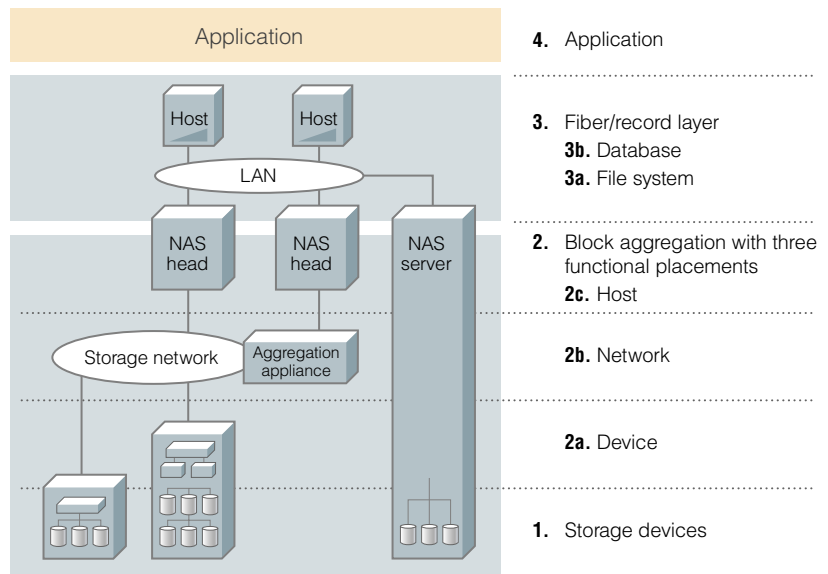 Application
4. Application
Host
Host
3. Fiber/record layer
3b. Database
3a. File system
LAN
NAS
head
NAS
head
NAS
server
2. Block aggregation with three
functional placements
2c. Host
Storage network
Aggregation
appliance
2b. Network
2a. Device
1. Storage devices